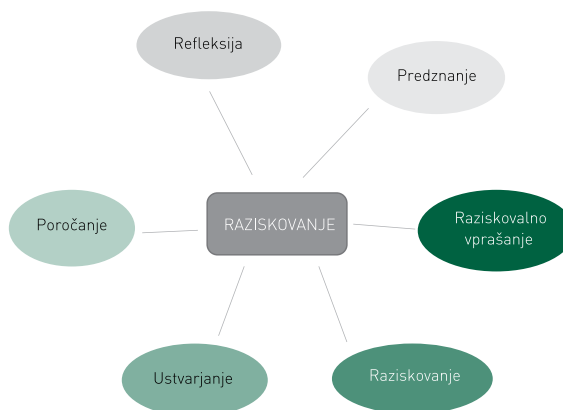 Refleksija
Predznanje
Poročanje
RAZISKOVANJE
Raziskovalno
vprašanje
Ustvarjanje
Raziskovanje